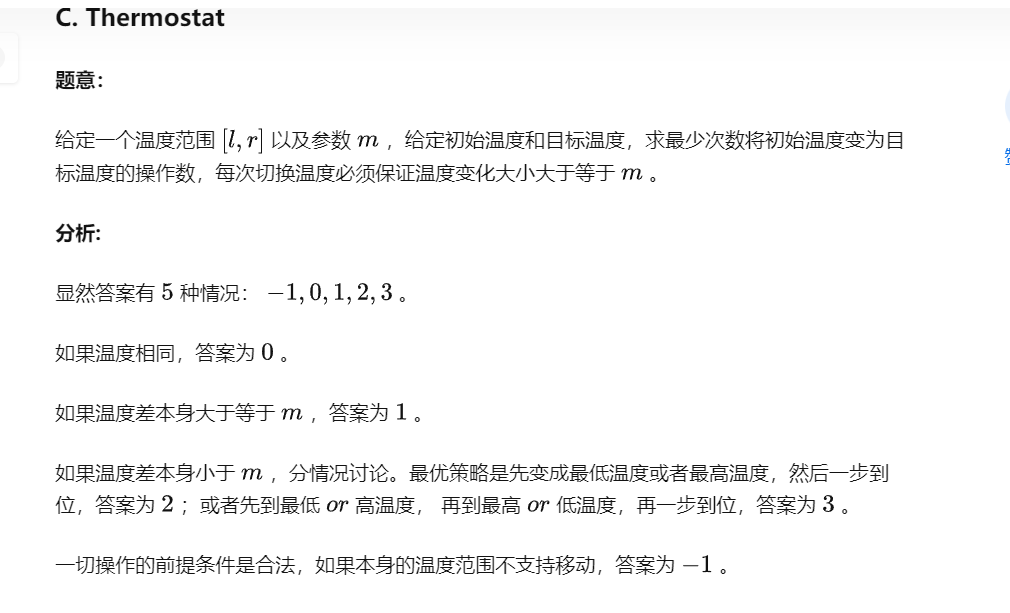 C. Thermostat
题意：
给定一个温度范围 [l, r] 以及参数 m ，给定初始温度和目标温度，求最少次数将初始温度变为目
标温度的操作数，每次切换温度必须保证温度变化大小大于等于 m 。
分析:
显然答案有 5 种情况： −1, 0, 1, 2, 3 。
如果温度相同，答案为 0 。
如果温度差本身大于等于 m ，答案为 1 。
如果温度差本身小于 m ，分情况讨论。最优策略是先变成最低温度或者最高温度，然后一步到
位，答案为 2 ；或者先到最低 or 高温度， 再到最高 or 低温度，再一步到位，答案为 3 。
一切操作的前提条件是合法，如果本身的温度范围不支持移动，答案为 −1 。